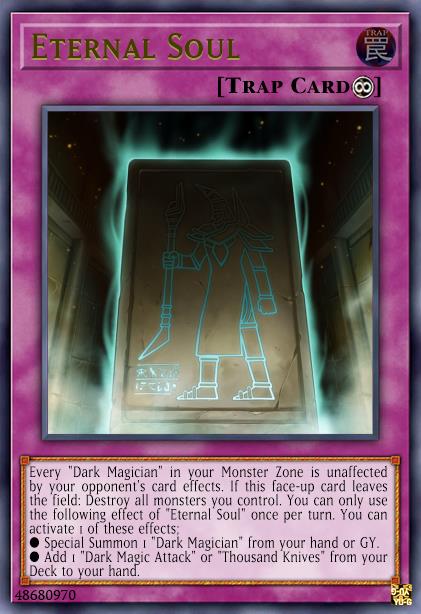 Eternal Soul
TRAP
罠
[Trap Card]
Every "Dark Magician" in your Monster Zone is unaffected
by your opponent's card effects. If this face-up card leaves
the field: Destroy all monsters you control. You can only use
the following effect of "Eternal Soul" once per turn. You can
activate 1 of these effects;
● Special Summon 1 "Dark Magician" from your hand or GY.
● Add 1 "Dark Magic Attack" or "Thousand Knives" from your
Deck to your hand.
48680970